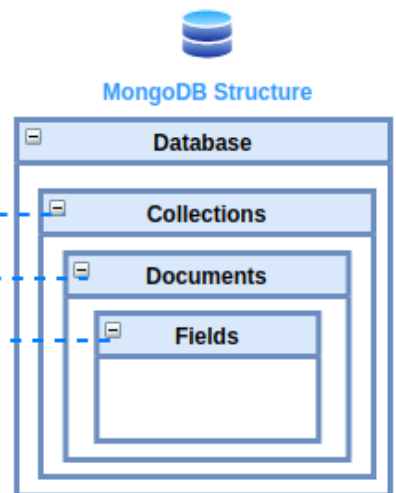 MongoDB Structure
Database
Collections
Documents
Fields